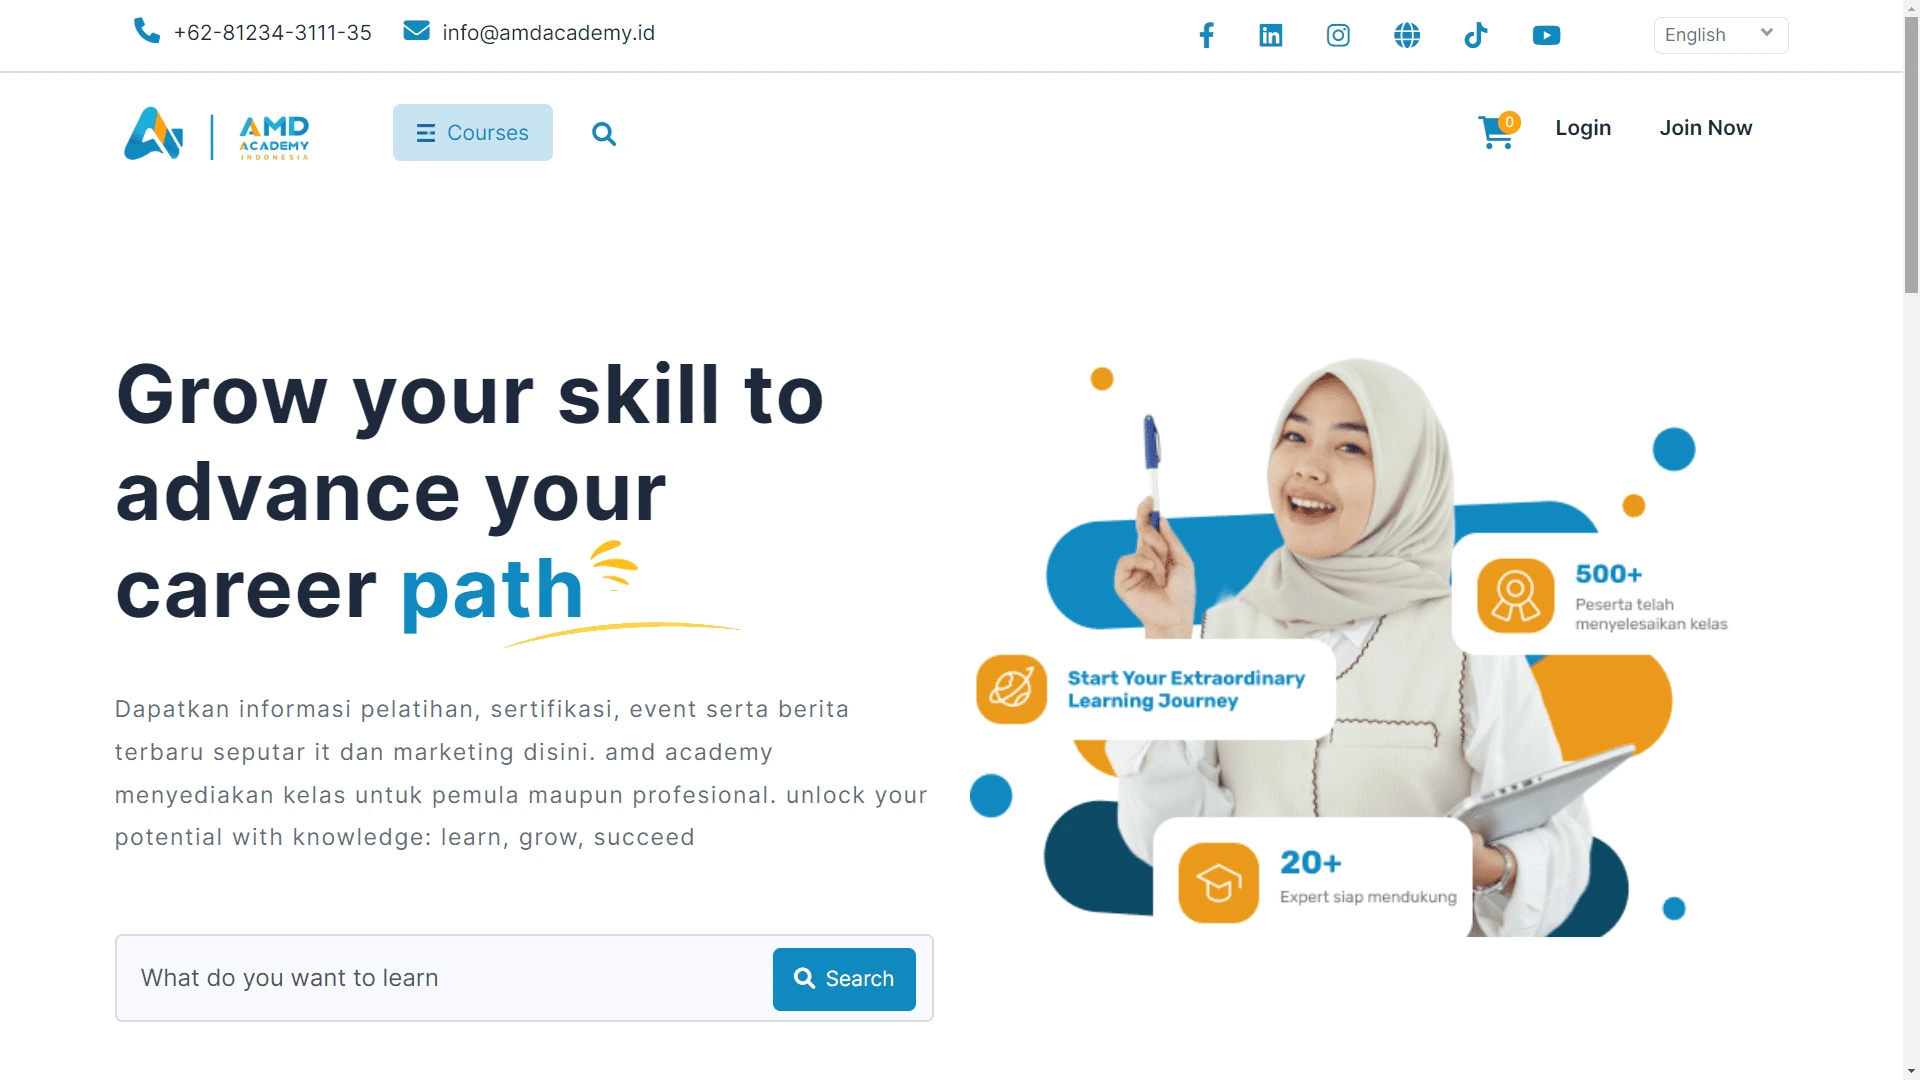 +62-81234-3111-35
info@amdacademy.id
English
AMD
ACADEMY
INDONESIA
Courses
0
Login
Join Now
Grow your skill to
advance your
career path
Dapatkan informasi pelatihan, sertifikasi, event serta berita
terbaru seputar it dan marketing disini. amd academy
menyediakan kelas untuk pemula maupun profesional. unlock your
potential with knowledge: learn, grow, succeed
What do you want to learn
Search
500+
Peserta telah
menyelesaikan kelas
Start Your Extraordinary
Learning Journey
20+
Expert siap mendukung